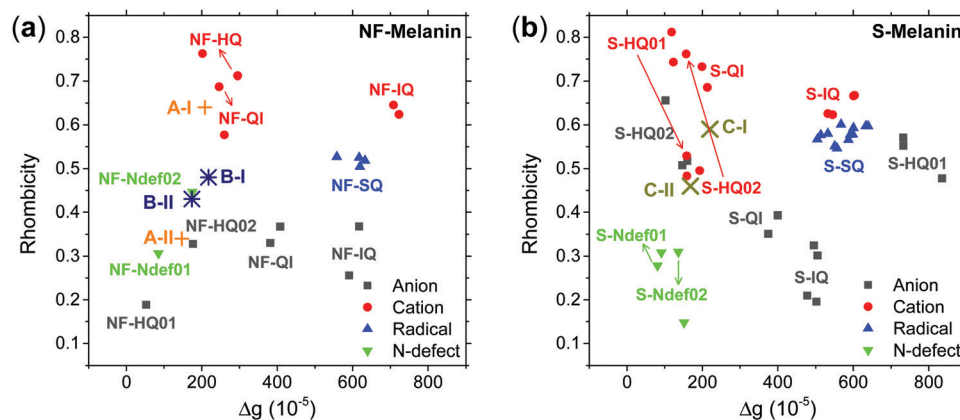 (a)
NF-Melanin
Rhombicity
0.8
0.7
0.6
0.5
0.4
0.3
0.2
0.1
NF-HQ
NF-QI
NF-IQ
A-I
NF-SQ
NF-Ndef02
B-I
B-II
A-II
NF-HQ02
NF-QI
NF-IQ
NF-Ndef01
NF-HQ01
Anion
Cation
Radical
N-defect
0 200 400 600 800
Δg (10⁻⁵)
(b)
S-Melanin
Rhombicity
0.8
0.7
0.6
0.5
0.4
0.3
0.2
0.1
S-HQ01
S-QI
S-IQ
C-I
S-HQ02
S-SQ
S-HQ01
C-II
S-HQ02
S-QI
S-Ndef01
S-IQ
S-Ndef02
Anion
Cation
Radical
N-defect
0 200 400 600 800
Δg (10⁻⁵)